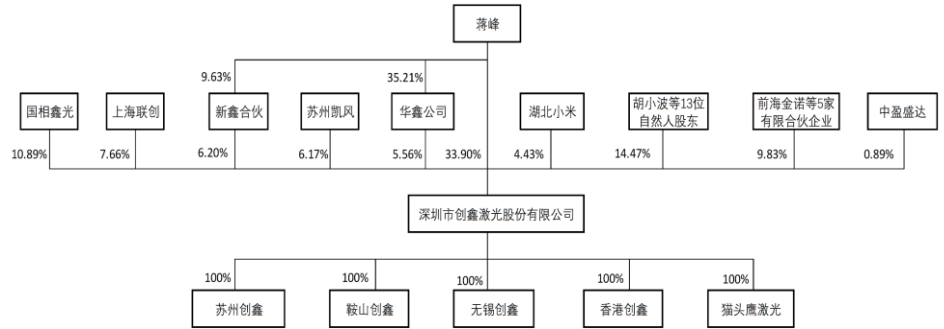 蒋峰
9.63%
35.21%
国相鑫光
上海联创
新鑫合伙
苏州凯风
华鑫公司
湖北小米
胡小波等13位
自然人股东
前海金诺等5家
有限合伙企业
中盈盛达
10.89%
7.66%
6.20%
6.17%
5.56%
33.90%
4.43%
14.47%
9.83%
0.89%
深圳市创鑫激光股份有限公司
100%
100%
100%
100%
100%
苏州创鑫
鞍山创鑫
无锡创鑫
香港创鑫
猫头鹰激光